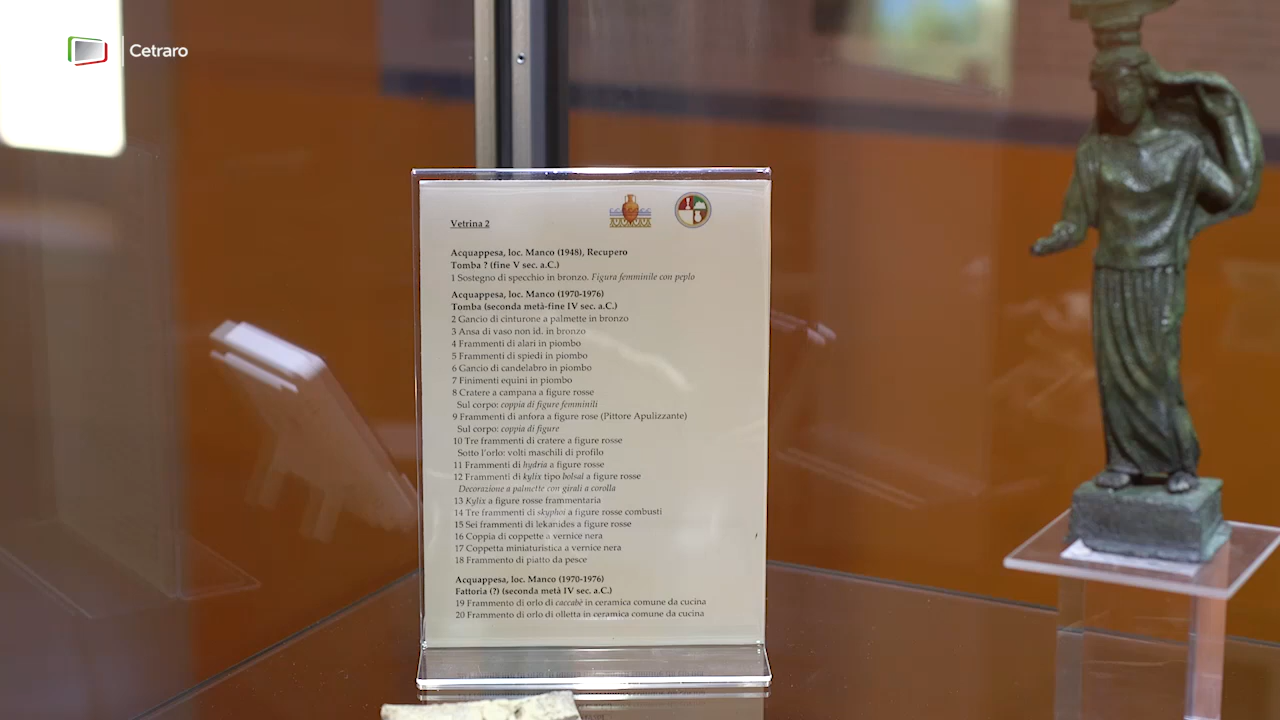 Cetraro
Vetrina 2
Acquappesa, loc. Manco (1948), Recupero
Tomba ? (fine V sec. a.C.)
1 Sostegno di specchio in bronzo. Figura femminile con peplo
Acquappesa, loc. Manco (1970-1976)
Tomba (seconda metà-fine IV sec. a.C.)
2 Gancio di cinturone a palmette in bronzo
3 Ansa di vaso non id. in bronzo
4 Frammenti di alari in piombo
5 Frammenti di spiedi in piombo
6 Gancio di candelabro in piombo
7 Finimenti equini in piombo
8 Cratere a campana a figure rosse
Sul corpo: coppia di figure femminili
9 Frammenti di anfora a figure rose (Pittore Apulizzante)
Sul corpo: coppia di figure
10 Tre frammenti di cratere a figure rosse
Sotto l'orlo: volti maschili di profilo
11 Frammenti di hydria a figure rosse
12 Frammenti di kylix tipo bolsal a figure rosse
Decorazione a palmette con girali a corolla
13 Kylix a figure rosse frammentaria
14 Tre frammenti di skyphoi a figure rosse combusti
15 Sei frammenti di lekanides a figure rosse
16 Coppia di coppette a vernice nera
17 Coppetta miniaturistica a vernice nera
18 Frammento di piatto da pesce
Acquappesa, loc. Manco (1970-1976)
Fattoria (?) (seconda metà IV sec. a.C.)
19 Frammento di orlo di caccabé in ceramica comune da cucina
20 Frammento di orlo di olletta in ceramica comune da cucina